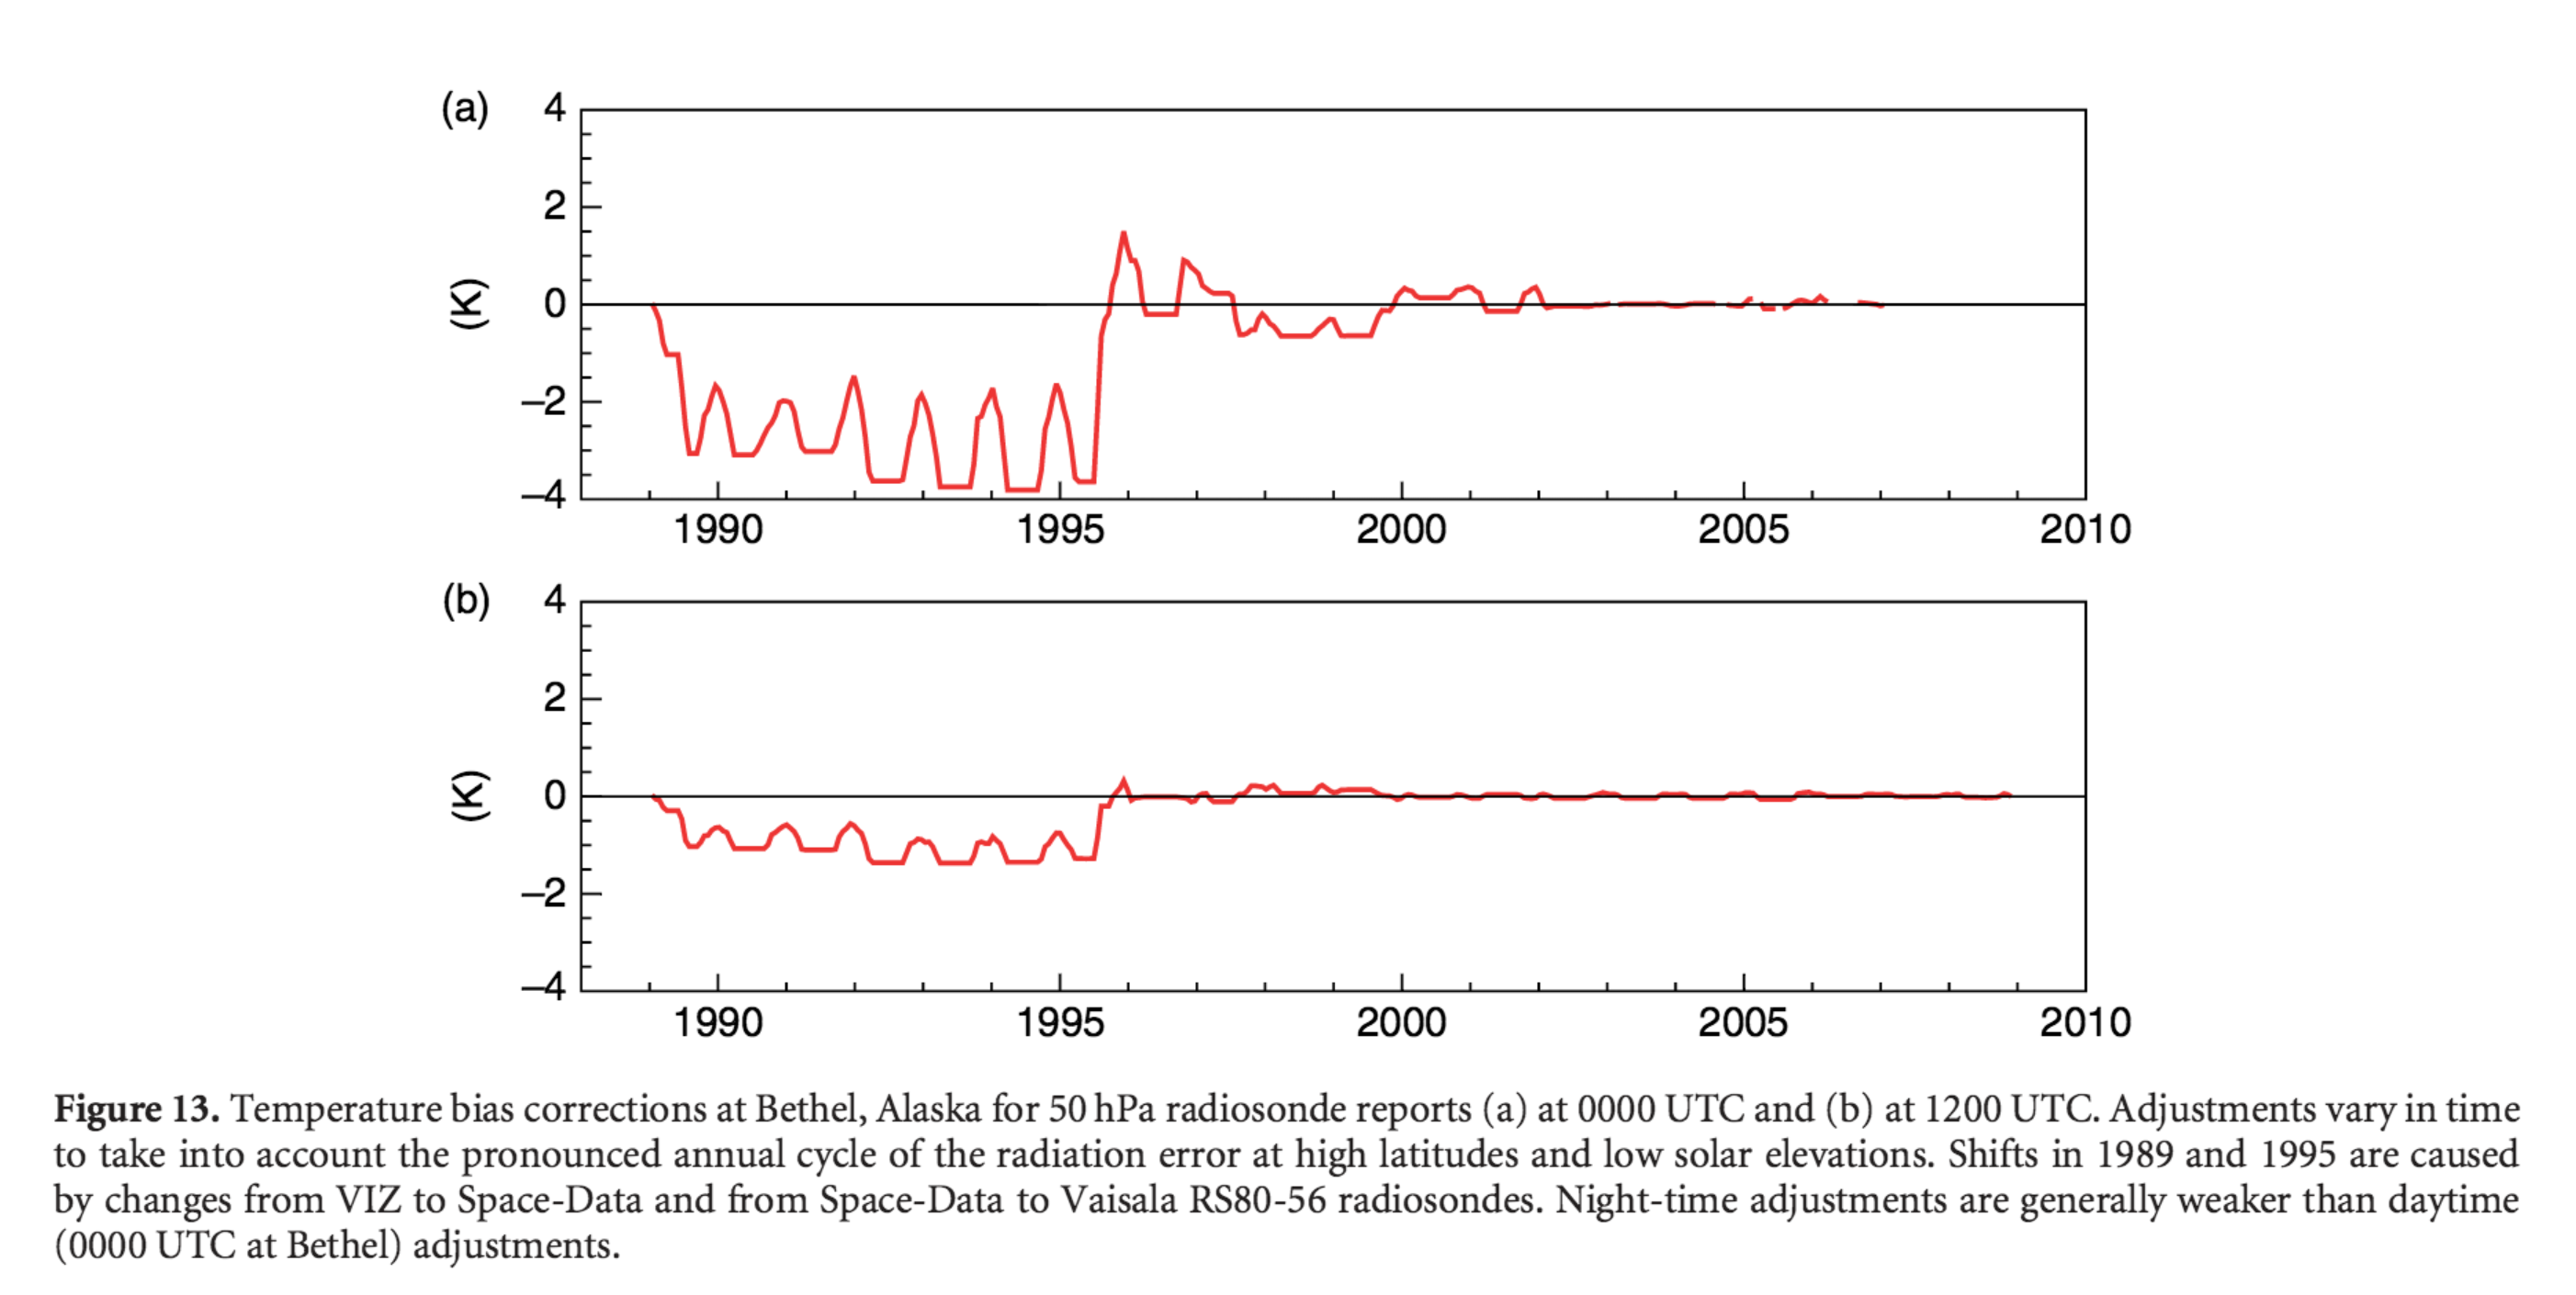 (a)
4
2
0
–2
–4
(K)
1990 1995 2000 2005 2010
(b)
4
2
0
–2
–4
(K)
1990 1995 2000 2005 2010
Figure 13. Temperature bias corrections at Bethel, Alaska for 50 hPa radiosonde reports (a) at 0000 UTC and (b) at 1200 UTC. Adjustments vary in time
to take into account the pronounced annual cycle of the radiation error at high latitudes and low solar elevations. Shifts in 1989 and 1995 are caused
by changes from VIZ to Space-Data and from Space-Data to Vaisala RS80-56 radiosondes. Night-time adjustments are generally weaker than daytime
(0000 UTC at Bethel) adjustments.